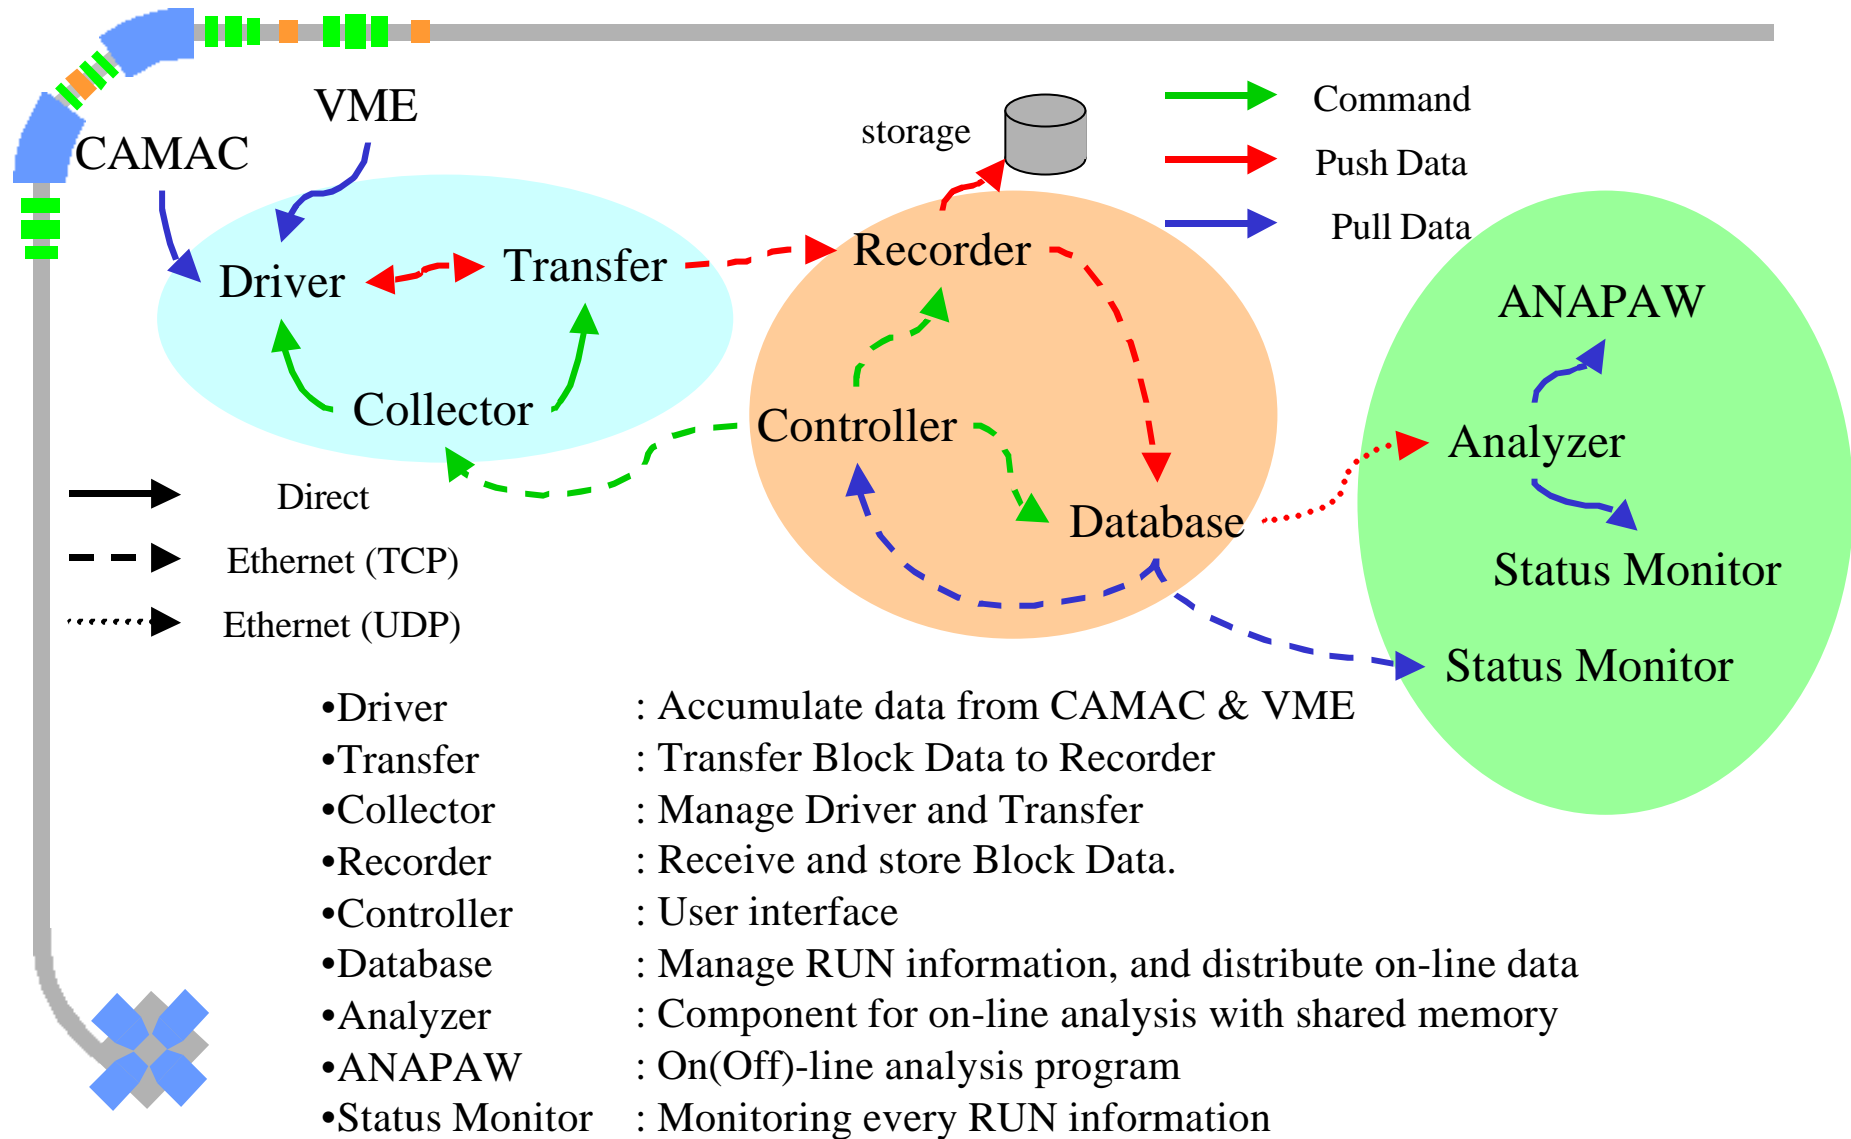 VME
CAMAC
storage
Command
Push Data
Pull Data
Driver
Transfer
Recorder
ANAPAW
Collector
Controller
Analyzer
Direct
Database
Ethernet (TCP)
Status Monitor
Ethernet (UDP)
Status Monitor
•Driver : Accumulate data from CAMAC & VME
•Transfer : Transfer Block Data to Recorder
•Collector : Manage Driver and Transfer
•Recorder : Receive and store Block Data.
•Controller : User interface
•Database : Manage RUN information, and distribute on-line data
•Analyzer : Component for on-line analysis with shared memory
•ANAPAW : On(Off)-line analysis program
•Status Monitor : Monitoring every RUN information